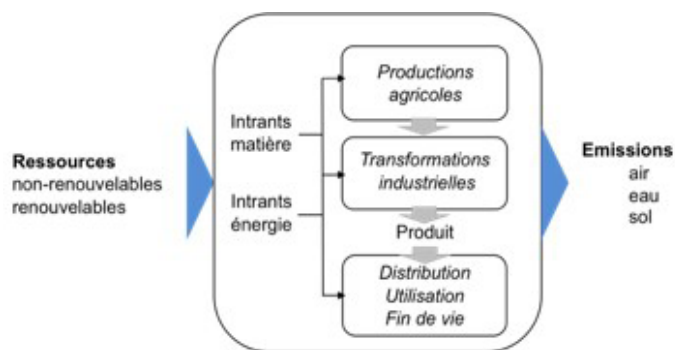 Ressources
non-renouvelables
renouvelables
Intrants
matière
Intrants
énergie
Productions
agricoles
Transformations
industrielles
Produit
Distribution
Utilisation
Fin de vie
Emissions
air
eau
sol